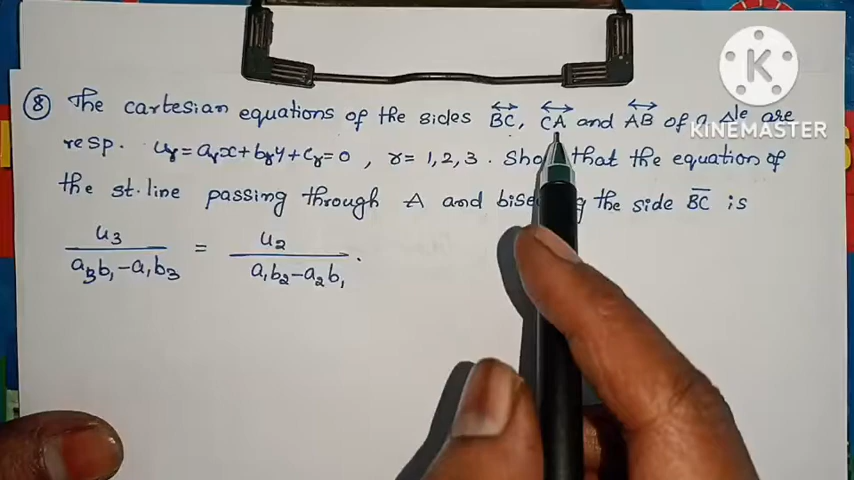 ⑧ The cartesian equations of the sides BC, CA and AB of a Δle are
KINEMASTER
resp. uᵣ=aᵣx+bᵣy+cᵣ=0, r=1,2,3. Show that the equation of
the st.line passing through A and the side BC is
u₃/(a₃b₁-a₁b₃) = u₂/(a₁b₂-a₂b₁).